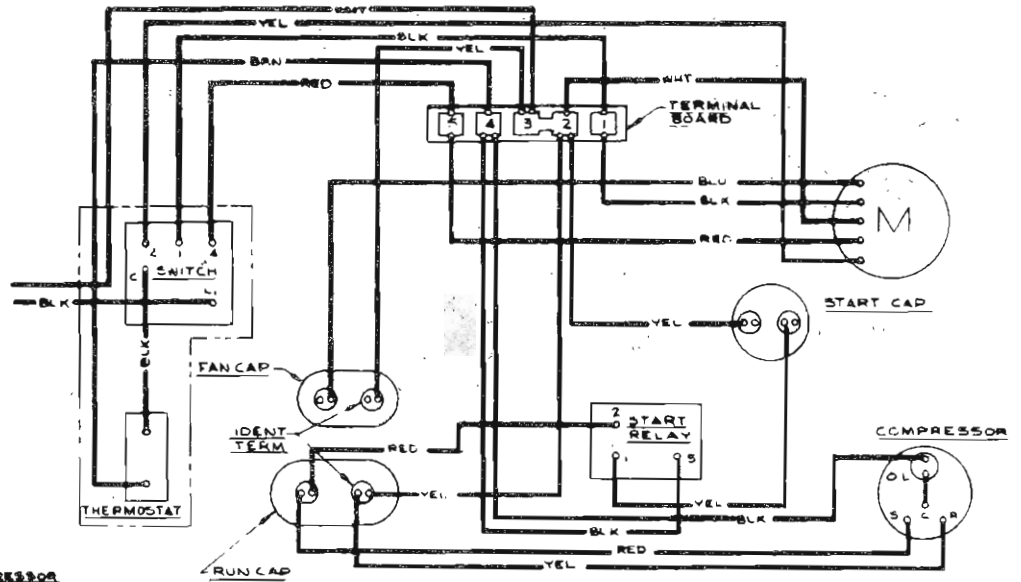 YEL
BLK
YEL
BRN
RED
WHT
TERMINAL
BOARD
5 4 3 2 1
BLU
BLK
RED
M
2 1 4
C
SWITCH
L1
BLK
BLK
YEL
START CAP
FAN CAP
IDENT
TERM
2
START
RELAY
1 5
RED
COMPRESSOR
OL
S C R
THERMOSTAT
YEL
YEL
BLK
BLK
RED
YEL
RUN CAP